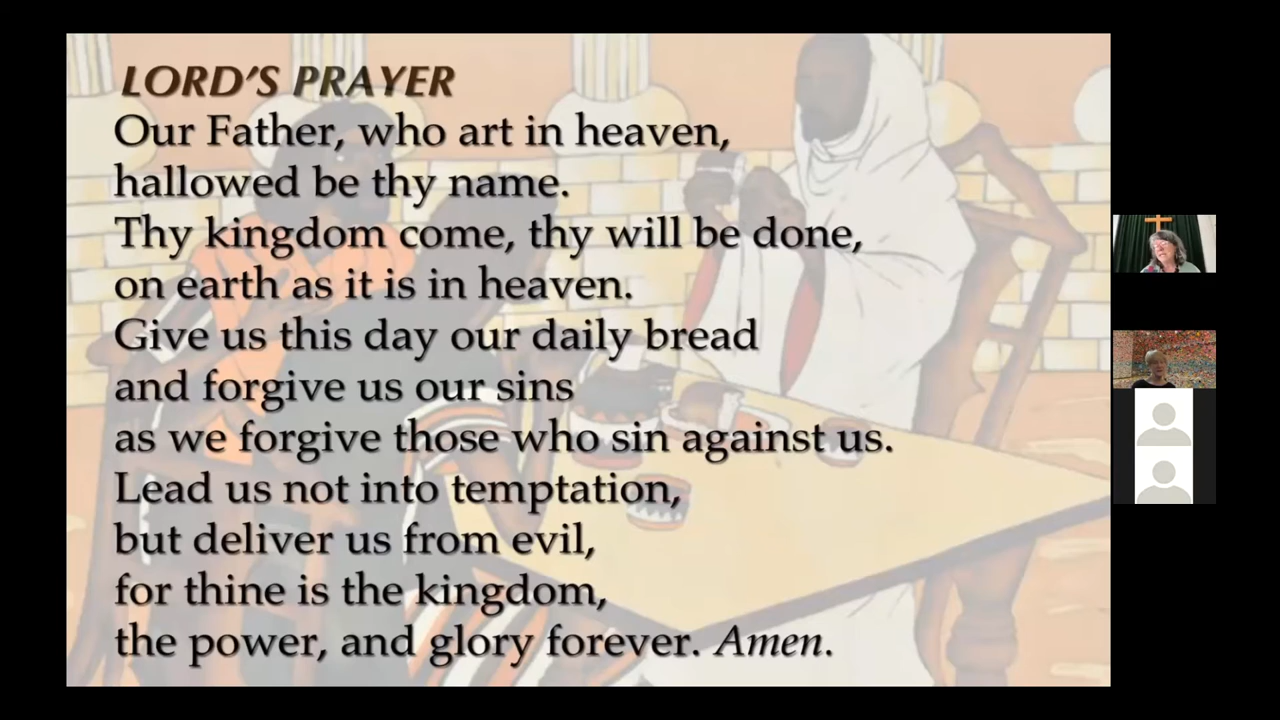 LORD'S PRAYER
Our Father, who art in heaven,
hallowed be thy name.
Thy kingdom come, thy will be done,
on earth as it is in heaven.
Give us this day our daily bread
and forgive us our sins
as we forgive those who sin against us.
Lead us not into temptation,
but deliver us from evil,
for thine is the kingdom,
the power, and glory forever. Amen.